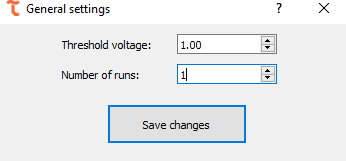 General settings
Threshold voltage: 1.00
Number of runs: 1
Save changes